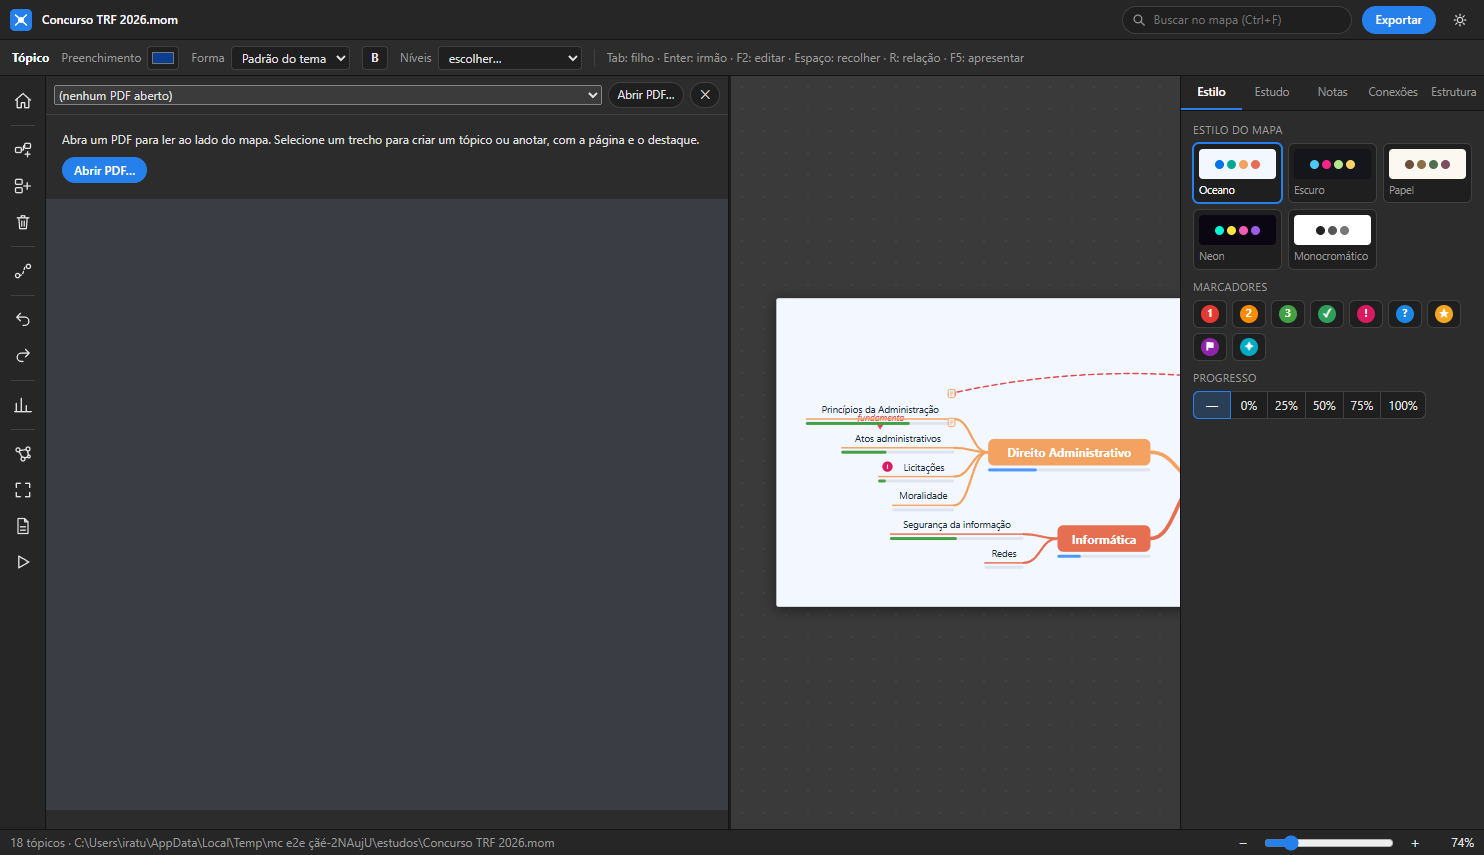 Concurso TRF 2026.mom
Buscar no mapa (Ctrl+F)
Exportar
Tópico
Preenchimento
Forma
Padrão do tema
B
Níveis
escolher...
Tab: filho · Enter: irmão · F2: editar · Espaço: recolher · R: relação · F5: apresentar
(nenhum PDF aberto)
Abrir PDF...
Abra um PDF para ler ao lado do mapa. Selecione um trecho para criar um tópico ou anotar, com a página e o destaque.
Abrir PDF...
Princípios da Administração
fundamenta
Atos administrativos
Licitações
Moralidade
Direito Administrativo
Segurança da informação
Redes
Informática
Estilo
Estudo
Notas
Conexões
Estrutura
ESTILO DO MAPA
Oceano
Escuro
Papel
Neon
Monocromático
MARCADORES
1
2
3
!
?
PROGRESSO
—
0%
25%
50%
75%
100%
18 tópicos · C:\Users\iratu\AppData\Local\Temp\mc e2e çãé-2NAujU\estudos\Concurso TRF 2026.mom
74%